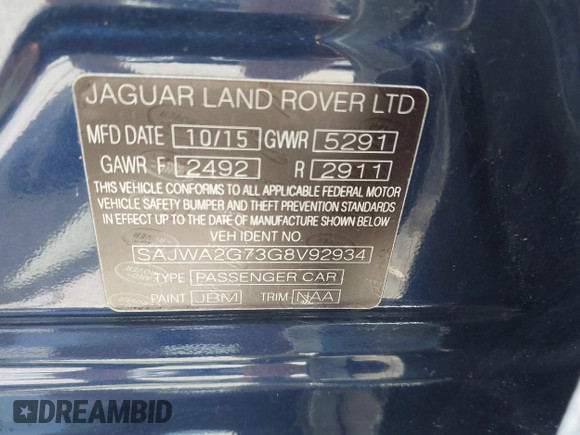 JAGUAR LAND ROVER LTD
MFD DATE 10/15 GVWR 5291
GAWR F 2492 R 2911
THIS VEHICLE CONFORMS TO ALL APPLICABLE FEDERAL MOTOR
VEHICLE SAFETY BUMPER AND THEFT PREVENTION STANDARDS
IN EFFECT UP TO THE DATE OF MANUFACTURE SHOWN BELOW
VEH IDENT NO.
SAJWA2G73G8V92934
TYPE PASSENGER CAR
PAINT JBM TRIM NAA
DREAMBID